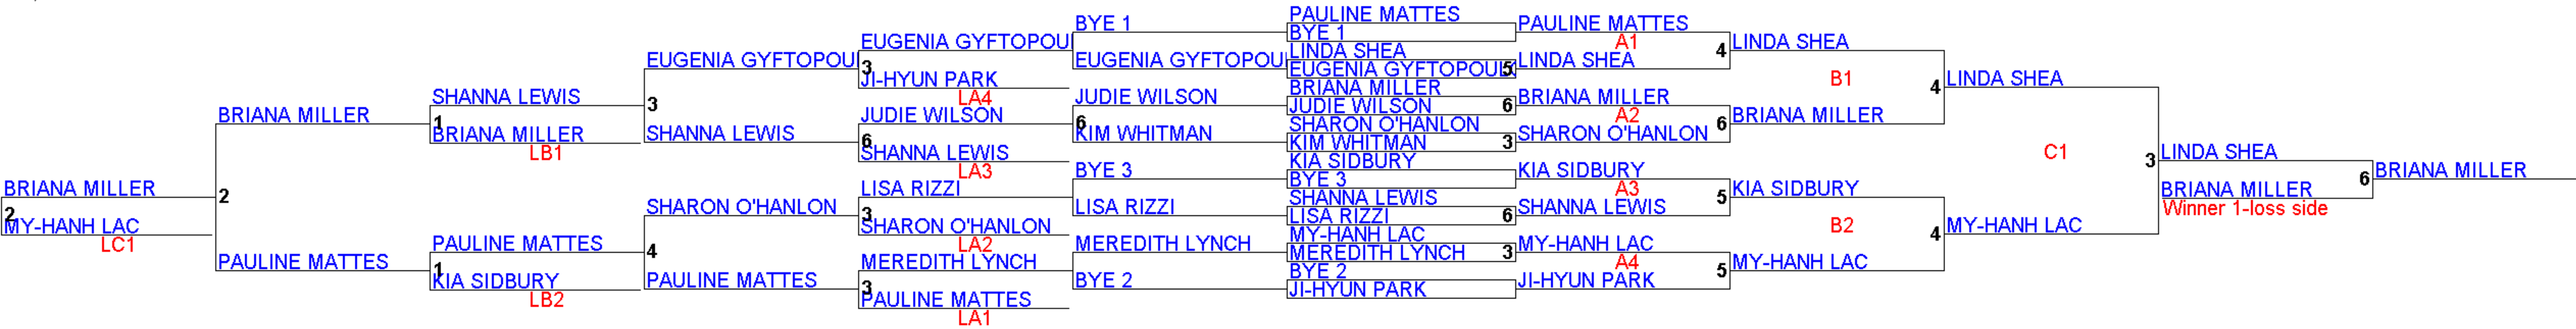 BRIANA MILLER
2
MY-HANH LAC
LC1
BRIANA MILLER
2
PAULINE MATTES
SHANNA LEWIS
1
BRIANA MILLER
LB1
PAULINE MATTES
1
KIA SIDBURY
LB2
EUGENIA GYFTOPOU
3
SHANNA LEWIS
SHARON O'HANLON
4
PAULINE MATTES
EUGENIA GYFTOPOU
3
JI-HYUN PARK
LA4
JUDIE WILSON
6
SHANNA LEWIS
LA3
LISA RIZZI
3
SHARON O'HANLON
LA2
MEREDITH LYNCH
3
PAULINE MATTES
LA1
BYE 1
EUGENIA GYFTOPOU
JUDIE WILSON
6
KIM WHITMAN
BYE 3
LISA RIZZI
MEREDITH LYNCH
BYE 2
PAULINE MATTES
BYE 1
LINDA SHEA
EUGENIA GYFTOPOUL
5
BRIANA MILLER
JUDIE WILSON
6
SHARON O'HANLON
KIM WHITMAN
3
KIA SIDBURY
BYE 3
SHANNA LEWIS
LISA RIZZI
6
MY-HANH LAC
MEREDITH LYNCH
3
BYE 2
JI-HYUN PARK
PAULINE MATTES
A1
4
LINDA SHEA
BRIANA MILLER
A2
6
SHARON O'HANLON
KIA SIDBURY
A3
5
SHANNA LEWIS
MY-HANH LAC
A4
5
JI-HYUN PARK
LINDA SHEA
B1
4
BRIANA MILLER
KIA SIDBURY
B2
4
MY-HANH LAC
LINDA SHEA
C1
3
MY-HANH LAC
LINDA SHEA
6
BRIANA MILLER
Winner 1-loss side
BRIANA MILLER